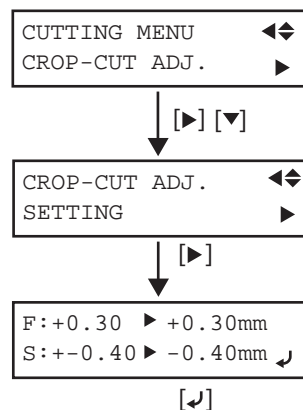 CUTTING MENU ◀◆
CROP-CUT ADJ. ▶
[▶] [▼]
CROP-CUT ADJ. ◀◆
SETTING ▶
[▶]
F:+0.30 ▶ +0.30mm
S:+-0.40 ▶ -0.40mm ↵
[↵]